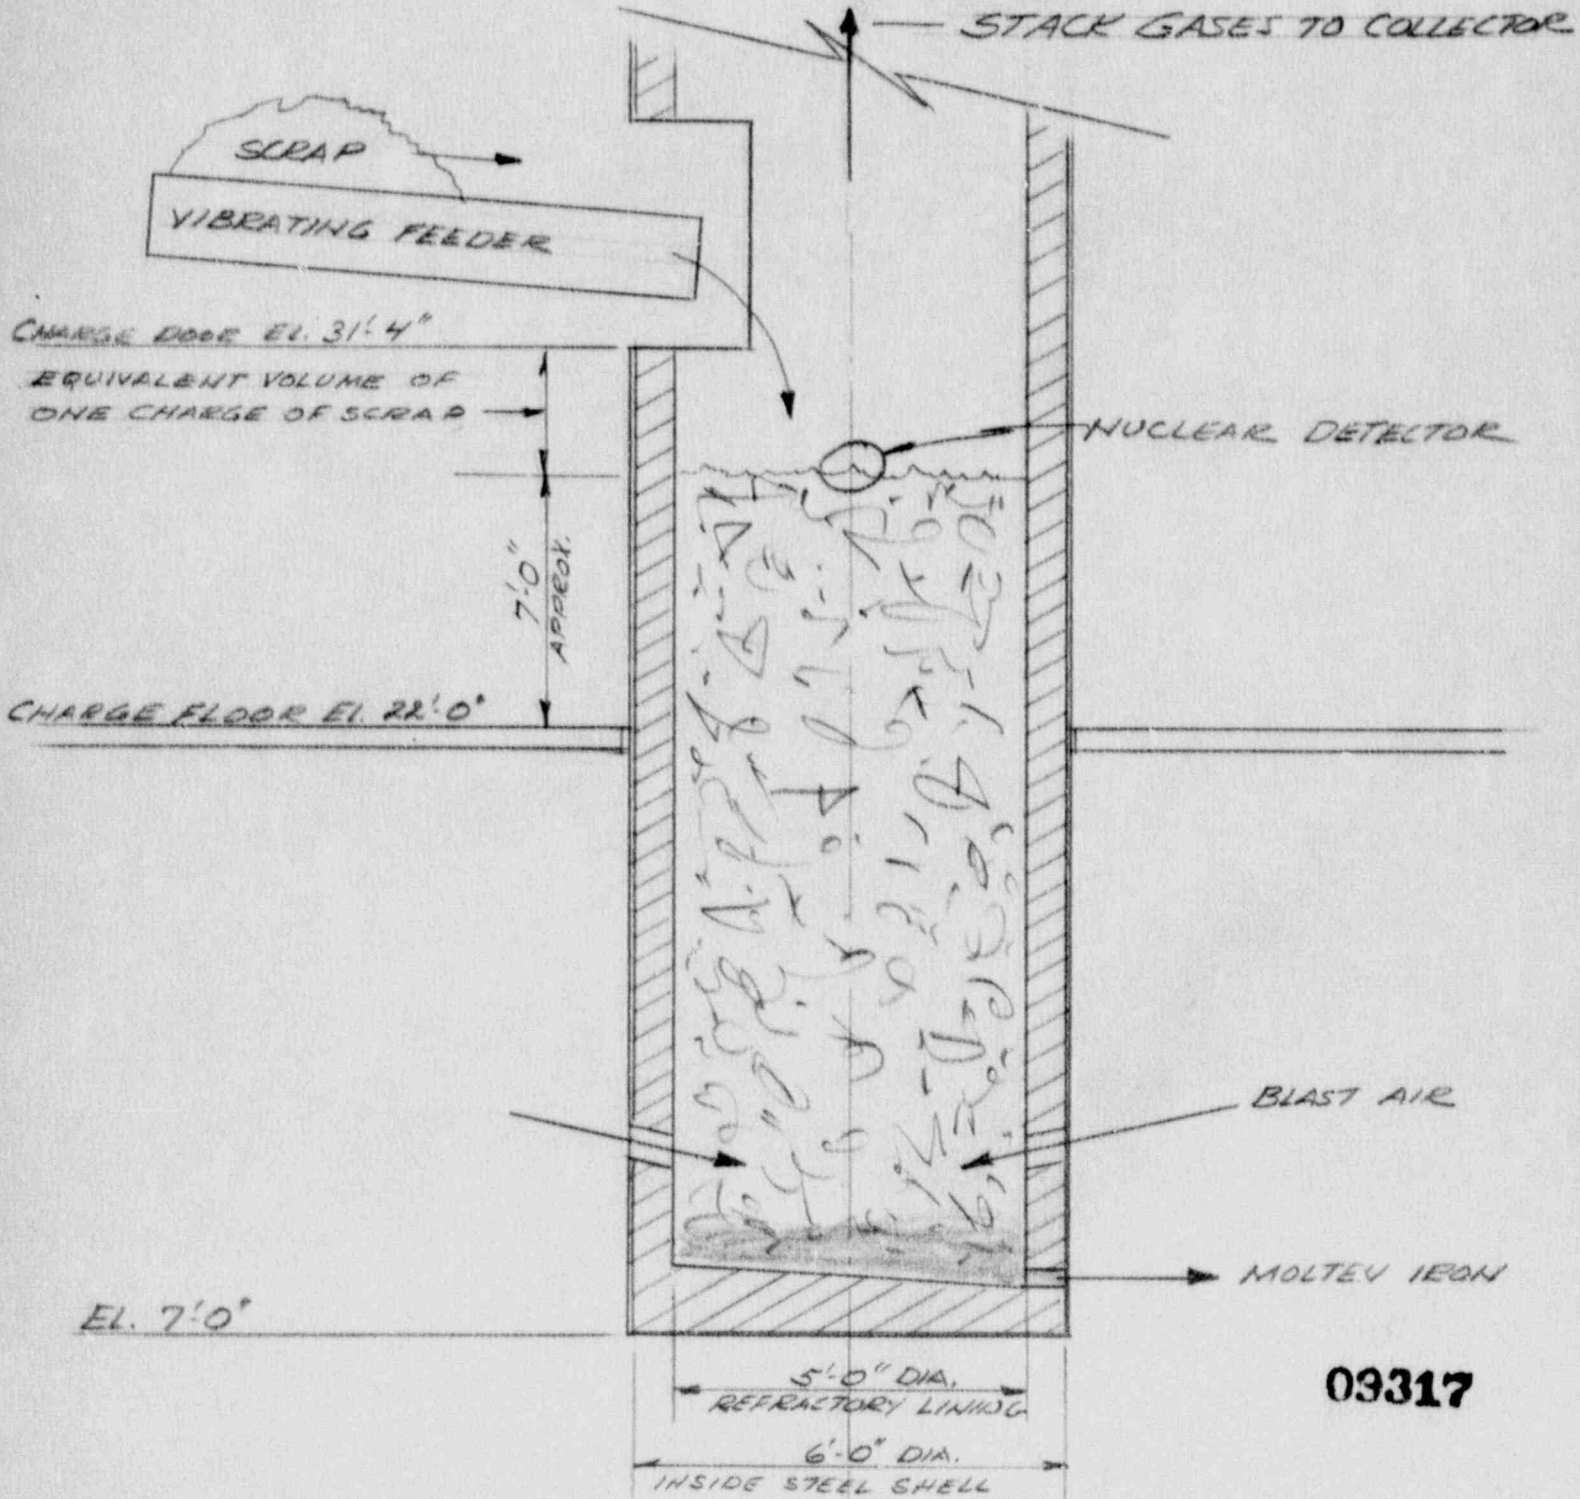 STACK GASES TO COLLECTOR
SCRAP
VIBRATING FEEDER
CHARGE DOOR EL. 31'-4"
EQUIVALENT VOLUME OF
ONE CHARGE OF SCRAP
NUCLEAR DETECTOR
7'-0"
APPROX.
CHARGE FLOOR EL. 22'-0"
BLAST AIR
MOLTEN IRON
EL. 7'-0"
5'-0" DIA.
REFRACTORY LINING
09317
6'-0" DIA.
INSIDE STEEL SHELL